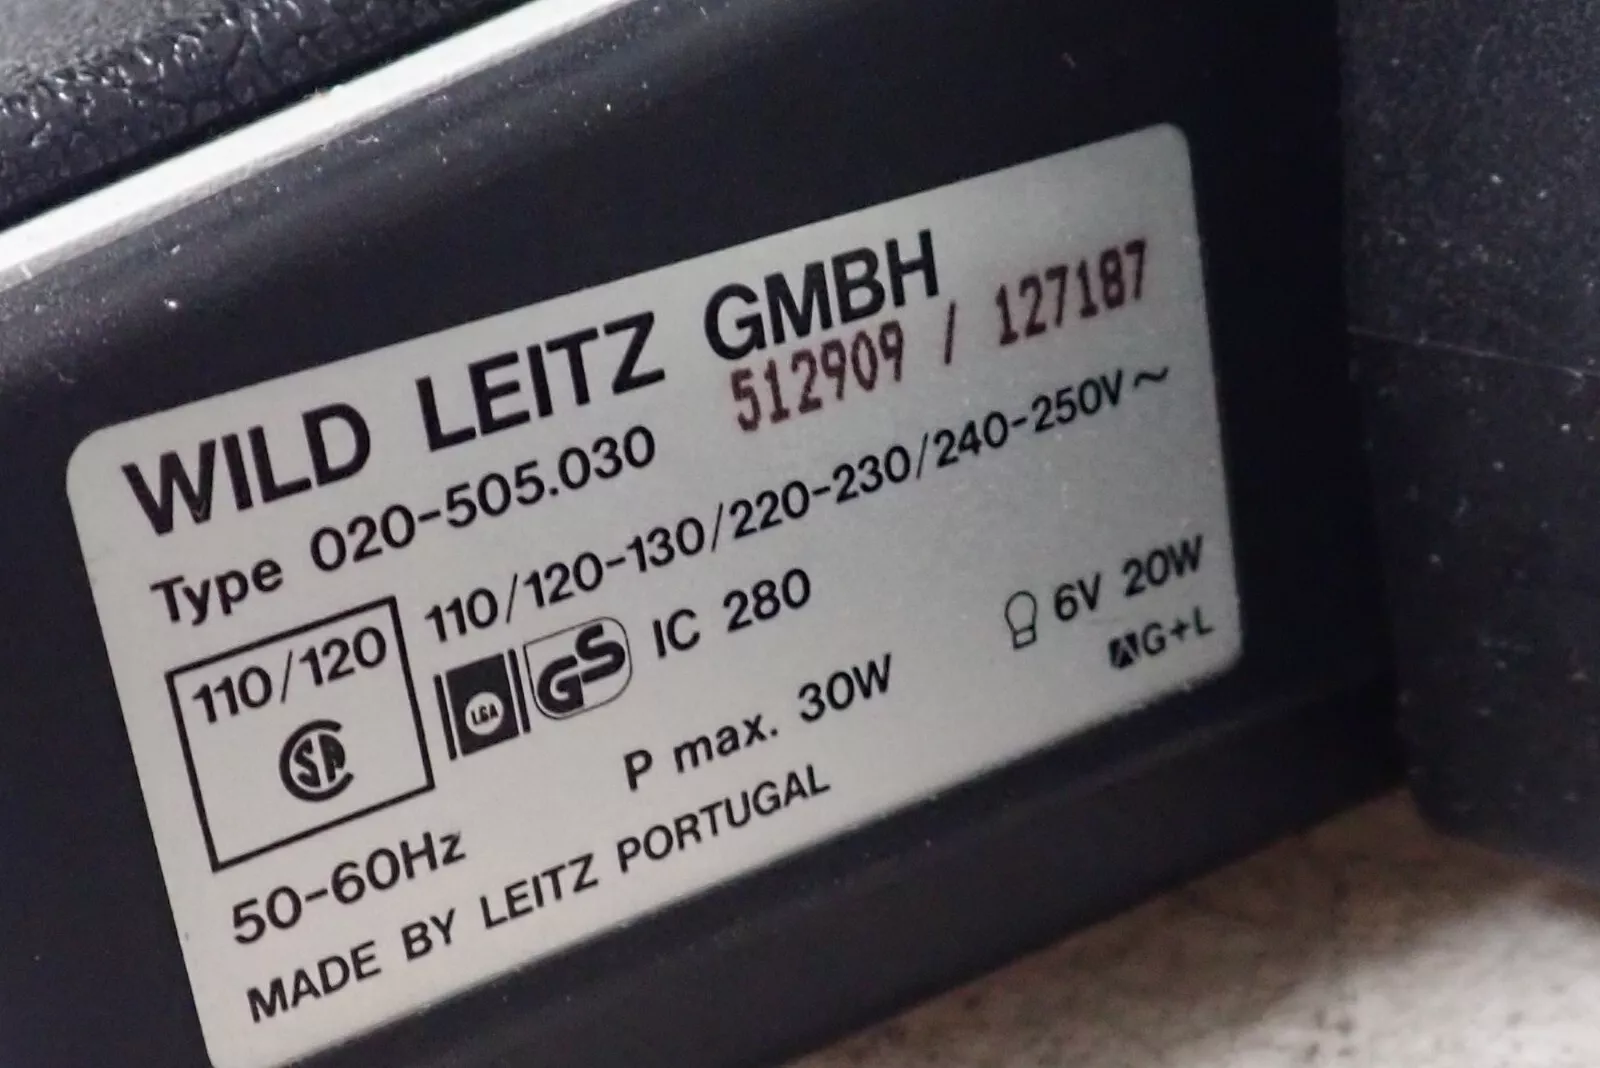 WILD LEITZ GMBH
Type 020-505.030 512909 / 127187
110/120 110/120-130/220-230/240-250V~
SA LGA GS IC 280 6V 20W
P max. 30W G+L
50-60Hz
MADE BY LEITZ PORTUGAL